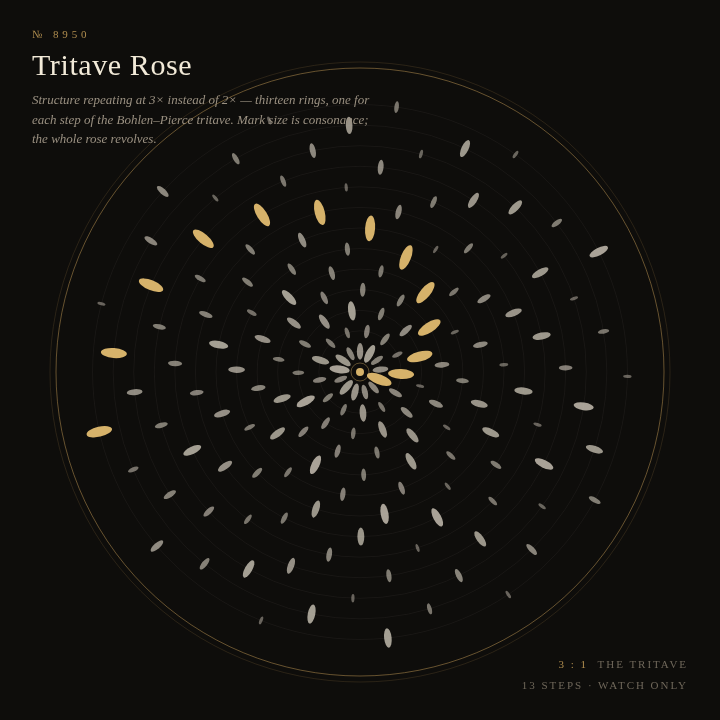 № 8950
Tritave Rose
Structure repeating at 3× instead of 2× — thirteen rings, one for
each step of the Bohlen–Pierce tritave. Mark size is consonance;
the whole rose revolves.
3 : 1 THE TRITAVE
13 STEPS · WATCH ONLY